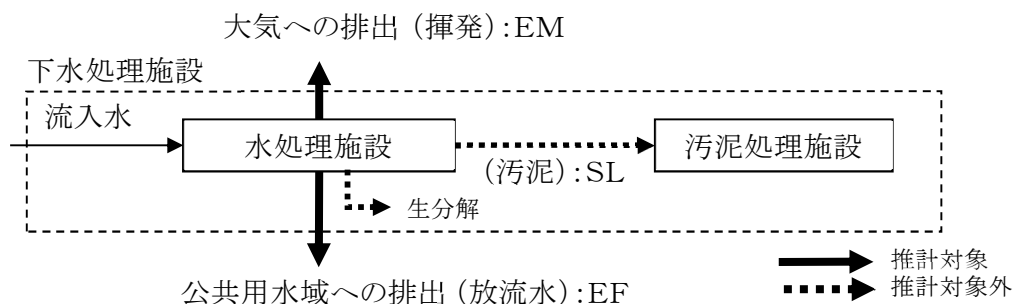 大気への排出（揮発）:EM
下水処理施設
流入水
水処理施設
汚泥処理施設
（汚泥）:SL
生分解
推計対象
推計対象外
公共用水域への排出（放流水）:EF